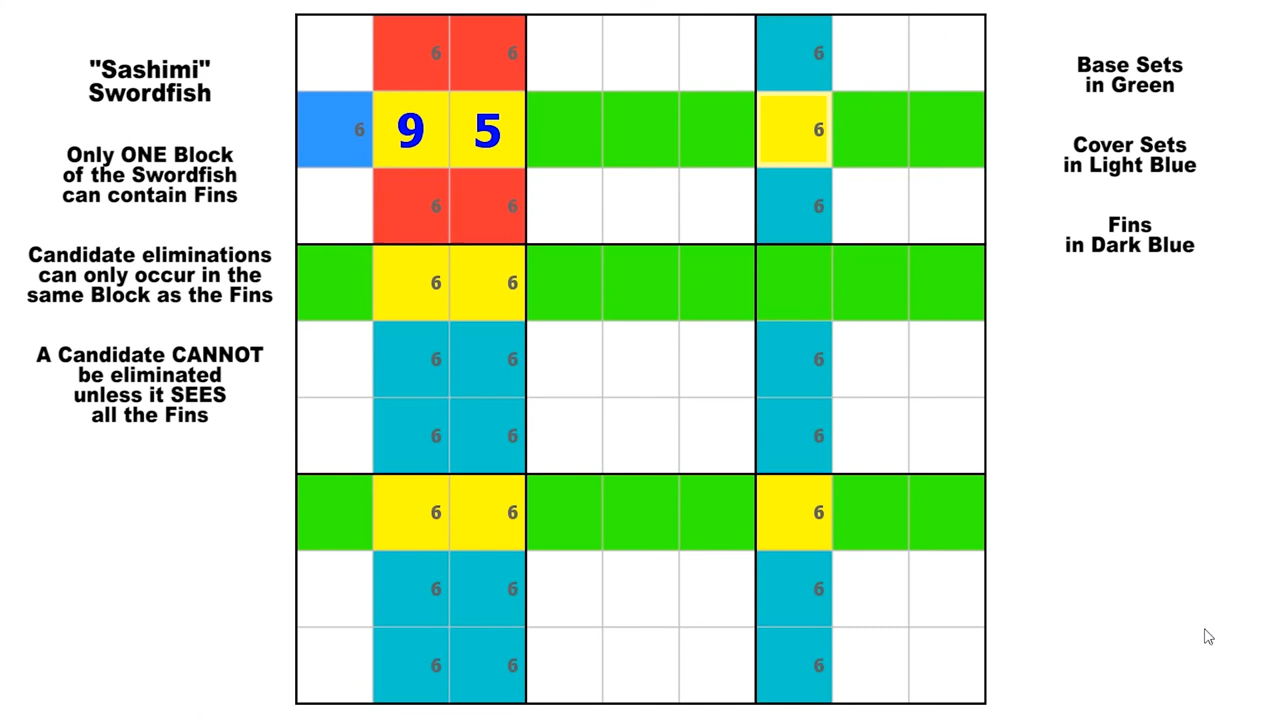 "Sashimi"
Swordfish
Only ONE Block
of the Swordfish
can contain Fins
Candidate eliminations
can only occur in the
same Block as the Fins
A Candidate CANNOT
be eliminated
unless it SEES
all the Fins
6 6 6
6 9 5 6
6 6 6
6 6
6 6 6
6 6 6
6 6 6
6 6 6
6 6 6
Base Sets
in Green
Cover Sets
in Light Blue
Fins
in Dark Blue